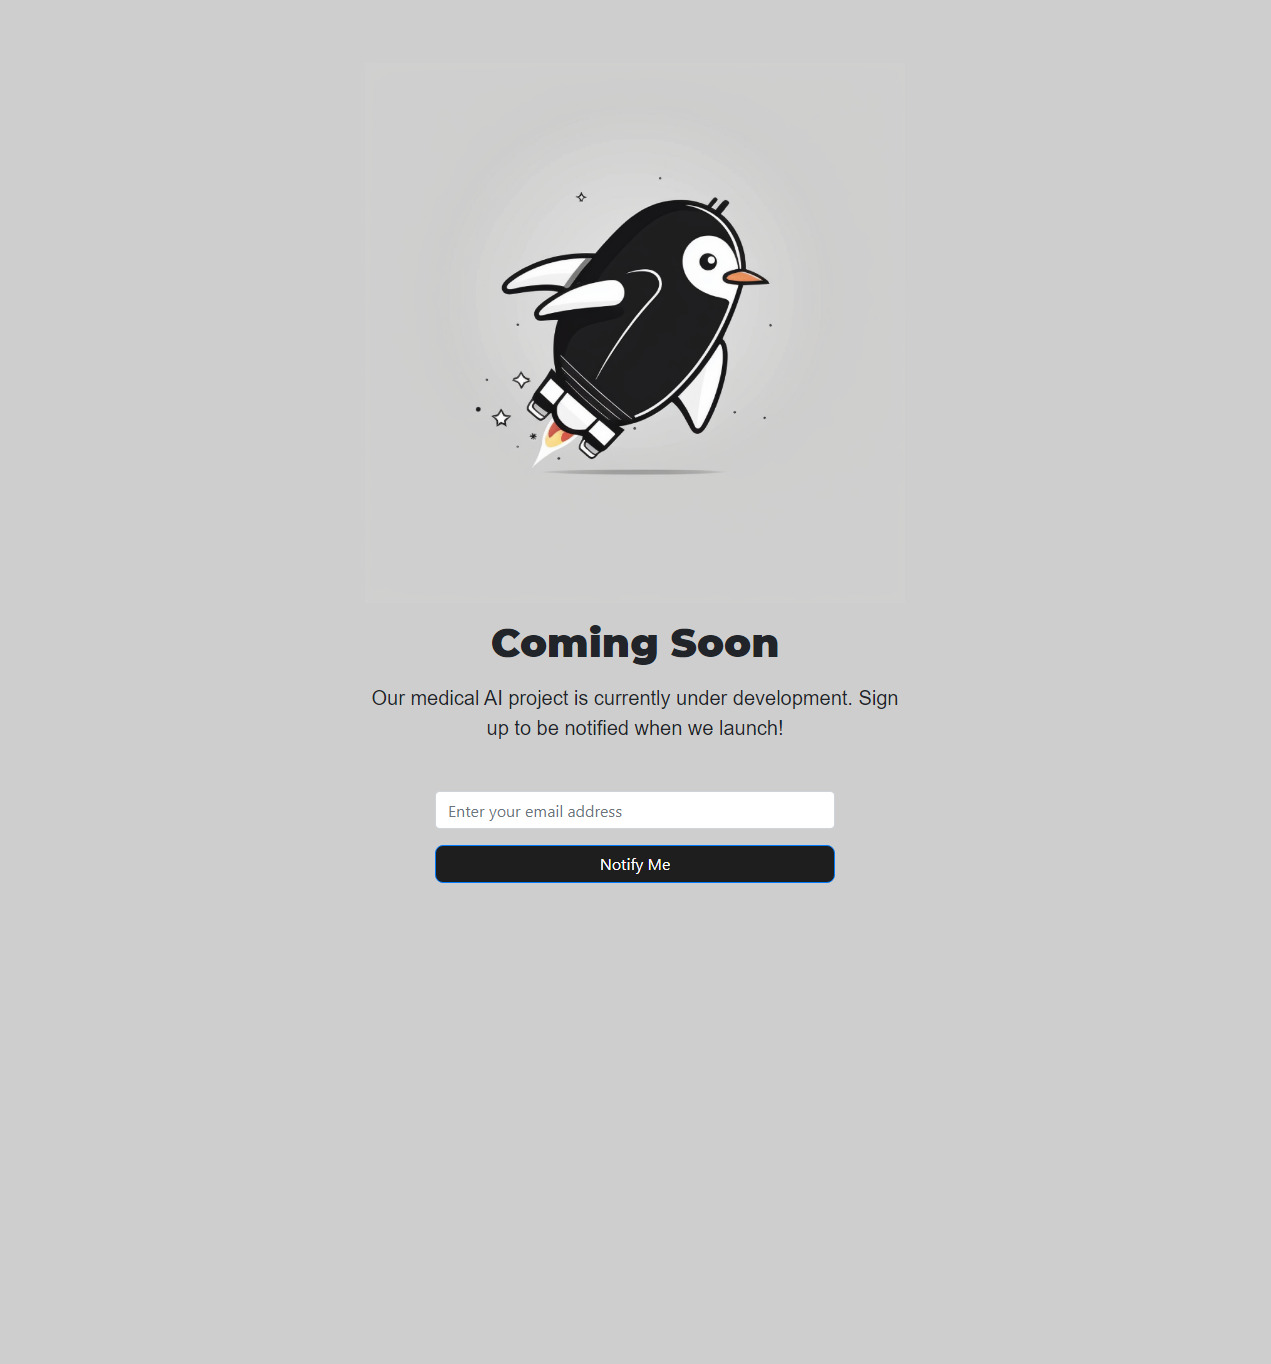 Coming Soon
Our medical AI project is currently under development. Sign
up to be notified when we launch!
Enter your email address
Notify Me